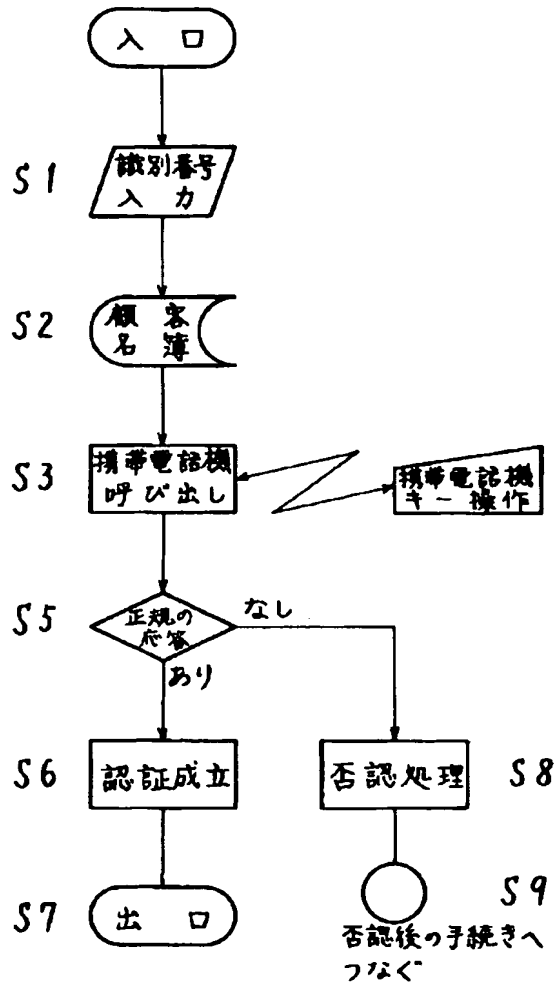 入 口
S1
識別番号
入 力
S2
顧 客
名 簿
S3
携帯電話機
呼び出し
携帯電話機
キー操作
S5
正規の
応答
なし
あり
S6
認証成立
否認処理
S8
S7
出 口
S9
否認後の手続きへ
つなぐ